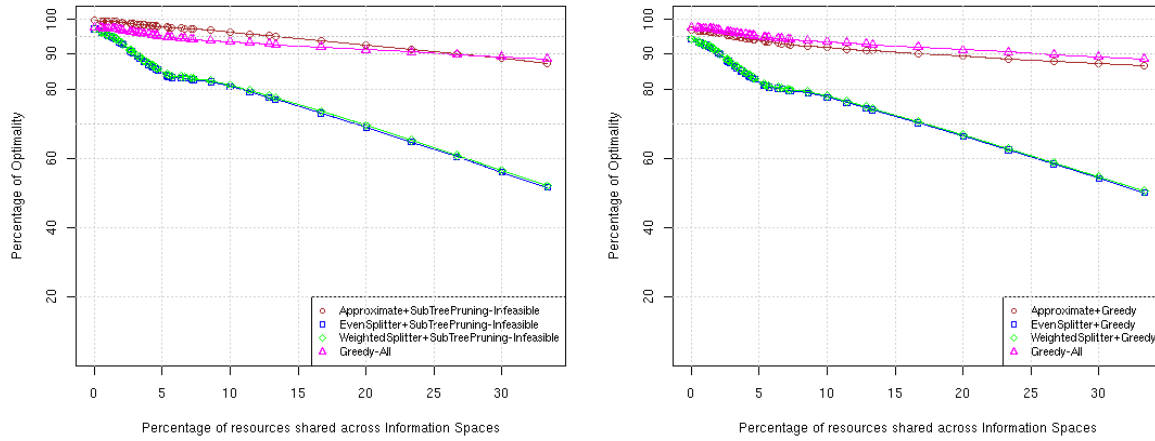 100
90
80
60
40
20
Percentage of Optimality
Approximate+SubTreePruning-Infeasible
EvenSplitter+SubTreePruning-Infeasible
WeightedSplitter+SubTreePruning-Infeasible
Greedy-All
0 5 10 15 20 25 30
Percentage of resources shared across Information Spaces
100
90
80
60
40
20
Percentage of Optimality
Approximate+Greedy
EvenSplitter+Greedy
WeightedSplitter+Greedy
Greedy-All
0 5 10 15 20 25 30
Percentage of resources shared across Information Spaces